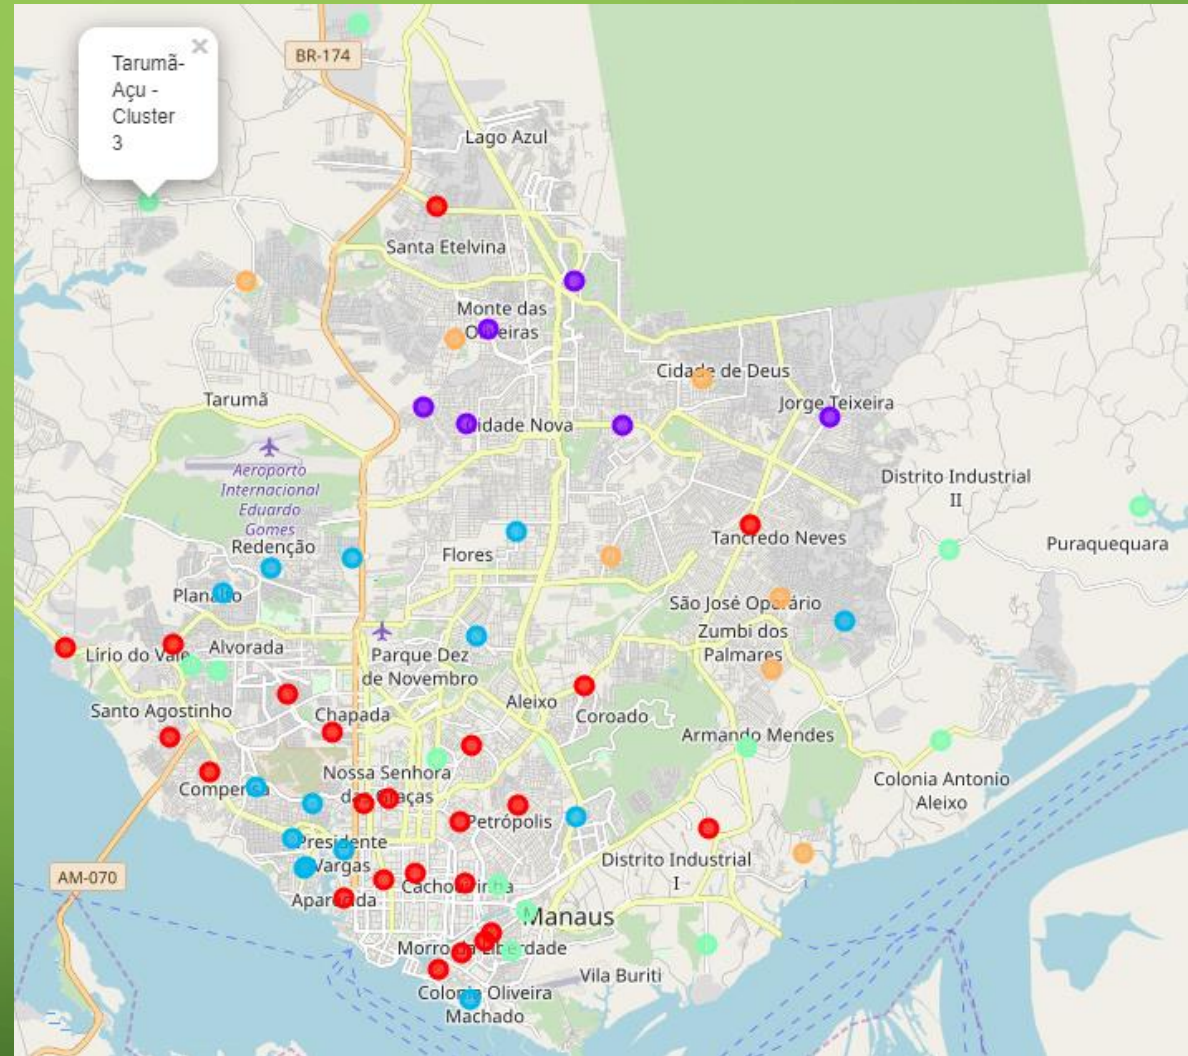 BR-174
×
Tarumã-
Açu -
Cluster
3
Lago Azul
Santa Etelvina
Monte das
Oliveiras
Cidade de Deus
Tarumã
Jorge Teixeira
Cidade Nova
Aeroporto
Internacional
Eduardo
Gomes
Distrito Industrial
II
Redenção
Flores
Tancredo Neves
Puraquequara
Planalto
São José Operário
Zumbi dos
Palmares
Lírio do Vale
Alvorada
Parque Dez
de Novembro
Santo Agostinho
Chapada
Aleixo
Coroado
Armando Mendes
Compensa
Nossa Senhora
das Graças
Colonia Antonio
Aleixo
Petrópolis
Presidente
Vargas
Distrito Industrial
I
AM-070
Aparecida
Cachoeirinha
Manaus
Morro da Liberdade
Vila Buriti
Colonia Oliveira
Machado